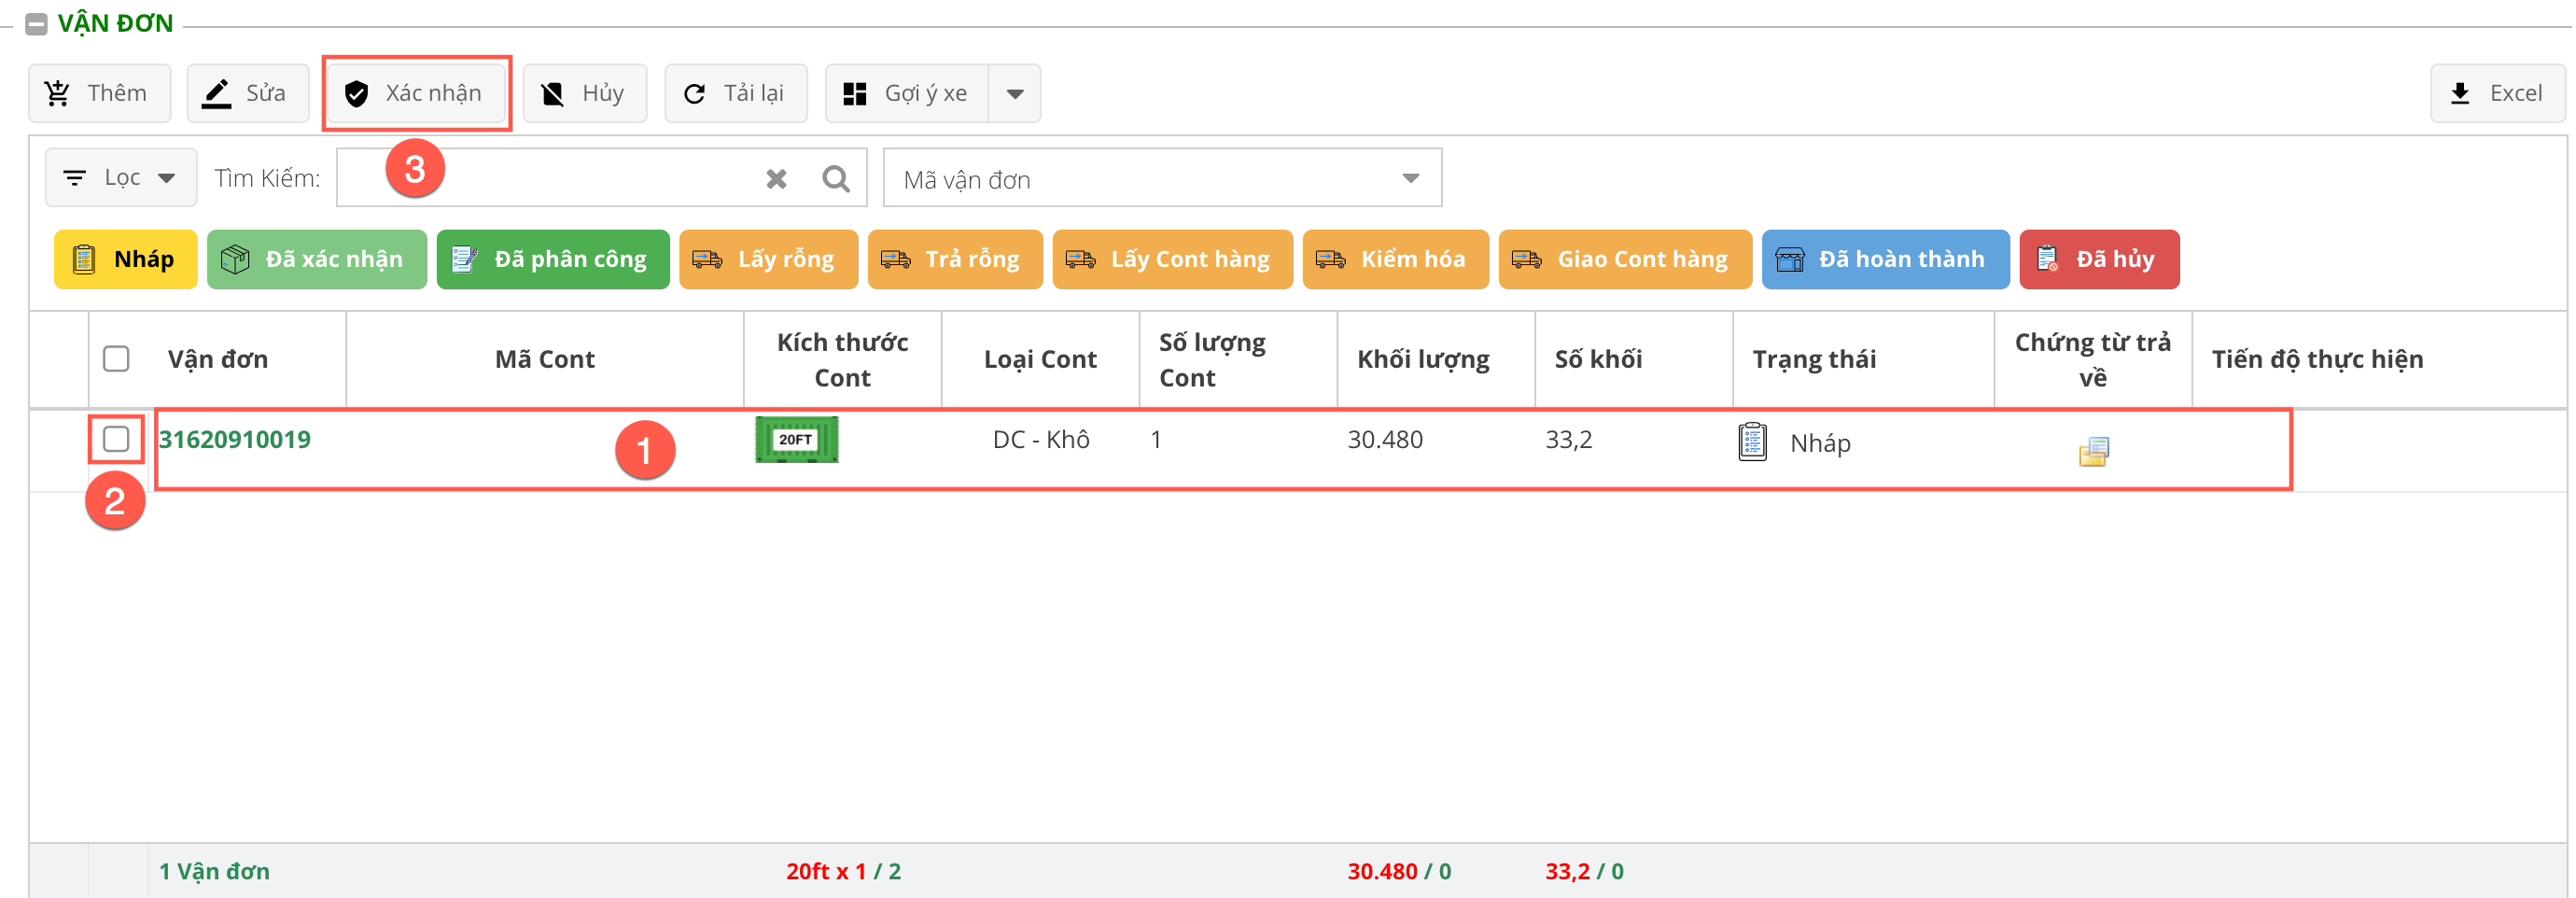 VẬN ĐƠN
Thêm Sửa Xác nhận Hủy Tải lại Gợi ý xe Excel
Lọc Tìm Kiếm: 3 Mã vận đơn
Nháp Đã xác nhận Đã phân công Lấy rỗng Trả rỗng Lấy Cont hàng Kiểm hóa Giao Cont hàng Đã hoàn thành Đã hủy
Vận đơn Mã Cont Kích thước Cont Loại Cont Số lượng Cont Khối lượng Số khối Trạng thái Chứng từ trả về Tiến độ thực hiện
31620910019 1 20FT DC - Khô 1 30.480 33,2 Nháp
2
1 Vận đơn 20ft x 1 / 2 30.480 / 0 33,2 / 0